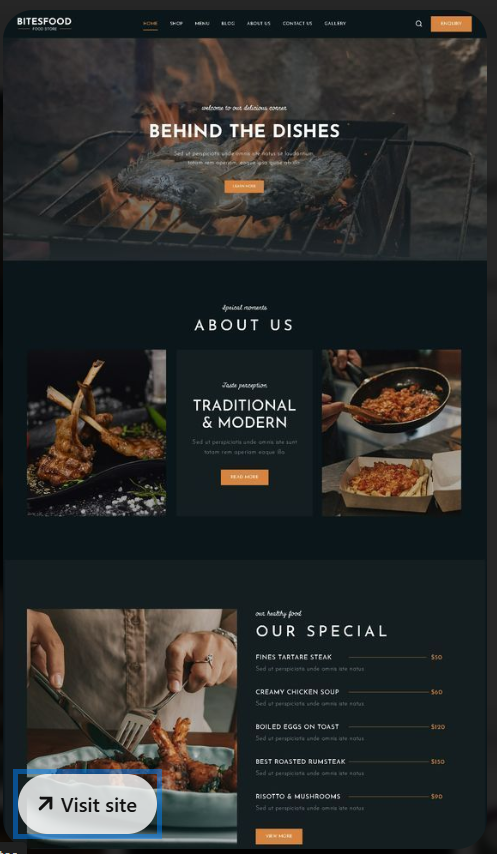 BITESFOOD
FOOD STORE
HOME SHOP MENU BLOG ABOUT US CONTACT US GALLERY
ENQUIRY
welcome to our delicious corner
BEHIND THE DISHES
Sed ut perspiciatis unde omnis iste natus sit laudantium
totam rem aperiam, eaque ipsa quae ab illo
LEARN MORE
Special moments
ABOUT US
Taste perception
TRADITIONAL
& MODERN
Sed ut perspiciatis unde omnis iste eum
totam rem aperiam eaque illo
READ MORE
our healthy food
OUR SPECIAL
FINES TARTARE STEAK $50
Sed ut perspiciatis unde omnis iste natus
CREAMY CHICKEN SOUP $60
Sed ut perspiciatis unde omnis iste natus
BOILED EGGS ON TOAST $120
Sed ut perspiciatis unde omnis iste natus
BEST ROASTED RUMSTEAK $150
Sed ut perspiciatis unde omnis iste natus
RISOTTO & MUSHROOMS $90
Sed ut perspiciatis unde omnis iste natus
VIEW MORE
Visit site